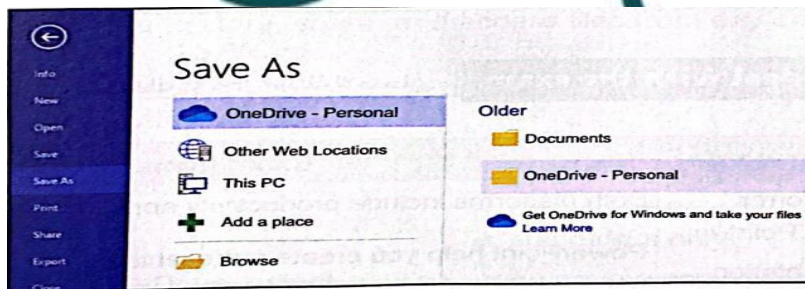 Info
New
Open
Save
Save As
Print
Share
Export
Close
Save As
OneDrive - Personal
Other Web Locations
This PC
Add a place
Browse
Older
Documents
OneDrive - Personal
Get OneDrive for Windows and take your files
Learn More